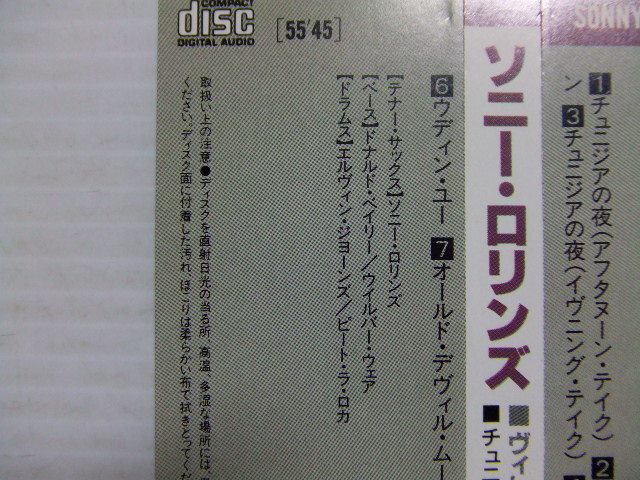 SONNY
1 チュニジアの夜(アフタヌーン・テイク) 2
ン 3 チュニジアの夜(イヴニング・テイク)
ソニー・ロリンズ
■ヴィ
■チュニ
COMPACT
disc
DIGITAL AUDIO
[55'45]
6 ウディン・ユー 7 オールド・デヴィル・ムー
[テナー・サックス]ソニー・ロリンズ
[ベース]ドナルド・ベイリー/ウイルバー・ウェア
[ドラムス]エルヴィン・ジョーンズ/ピート・ラ・ロカ
取扱い上の注意●ディスクを直射日光の当る所、高温、多湿な場所には、
ください。ディスク面に付着した汚れ、ほこりは柔らかい布で拭きとってくだ